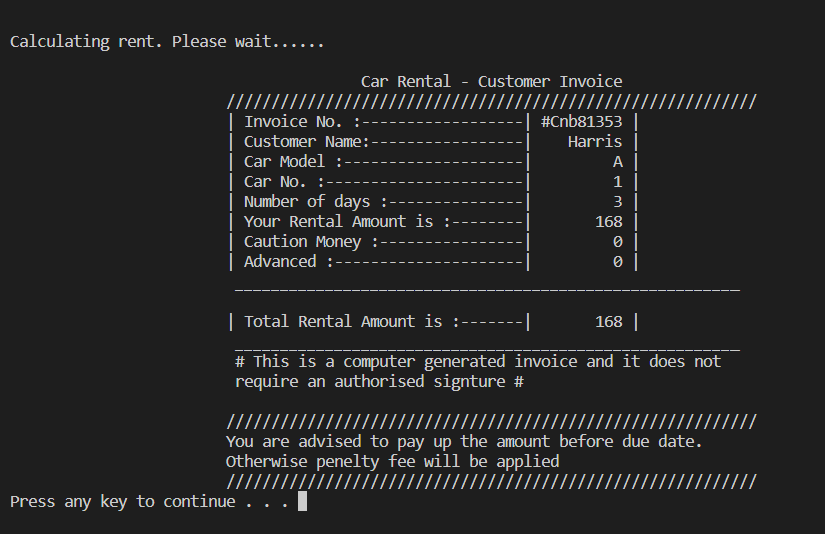 Calculating rent. Please wait......
Car Rental - Customer Invoice
///////////////////////////////////////////////////////////
| Invoice No. :------------------| #Cnb81353 |
| Customer Name:-----------------| Harris |
| Car Model :--------------------| A |
| Car No. :----------------------| 1 |
| Number of days :---------------| 3 |
| Your Rental Amount is :--------| 168 |
| Caution Money :----------------| 0 |
| Advanced :---------------------| 0 |
________________________________________________________
| Total Rental Amount is :-------| 168 |
________________________________________________________
# This is a computer generated invoice and it does not
require an authorised signture #
///////////////////////////////////////////////////////////
You are advised to pay up the amount before due date.
Otherwise penelty fee will be applied
///////////////////////////////////////////////////////////
Press any key to continue . . .